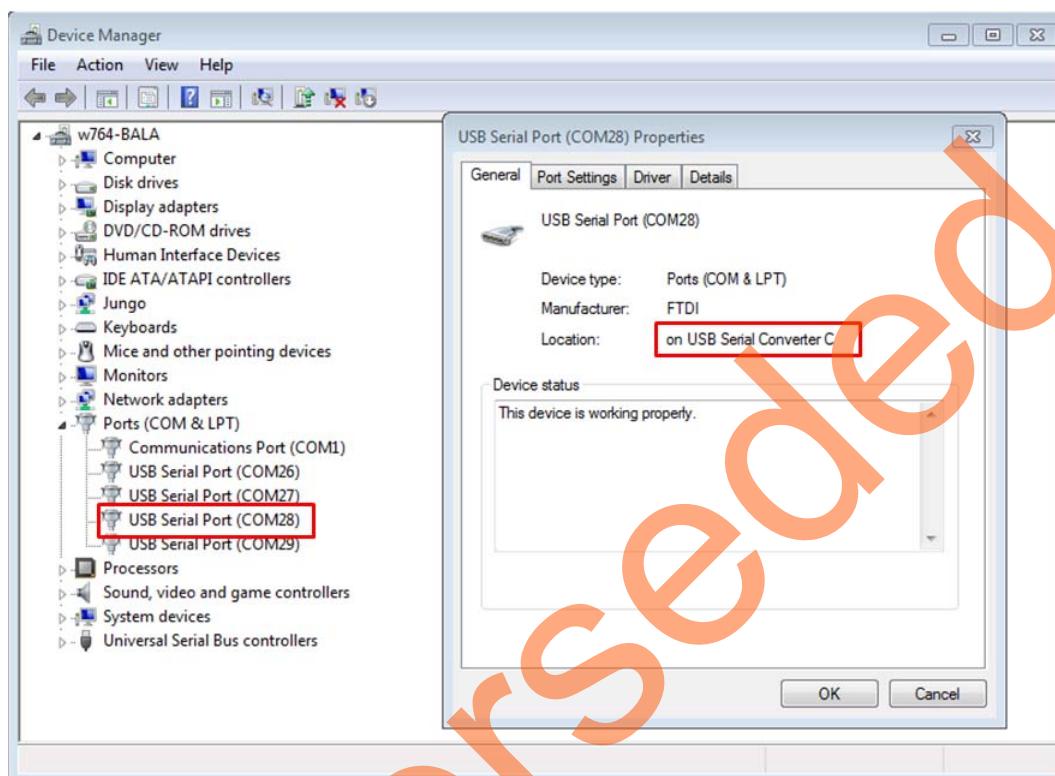 Device Manager
File Action View Help
w764-BALA
Computer
Disk drives
Display adapters
DVD/CD-ROM drives
Human Interface Devices
IDE ATA/ATAPI controllers
Jungo
Keyboards
Mice and other pointing devices
Monitors
Network adapters
Ports (COM & LPT)
Communications Port (COM1)
USB Serial Port (COM26)
USB Serial Port (COM27)
USB Serial Port (COM28)
USB Serial Port (COM29)
Processors
Sound, video and game controllers
System devices
Universal Serial Bus controllers
USB Serial Port (COM28) Properties
General Port Settings Driver Details
USB Serial Port (COM28)
Device type: Ports (COM & LPT)
Manufacturer: FTDI
Location: on USB Serial Converter C
Device status
This device is working properly.
OK Cancel
erseded